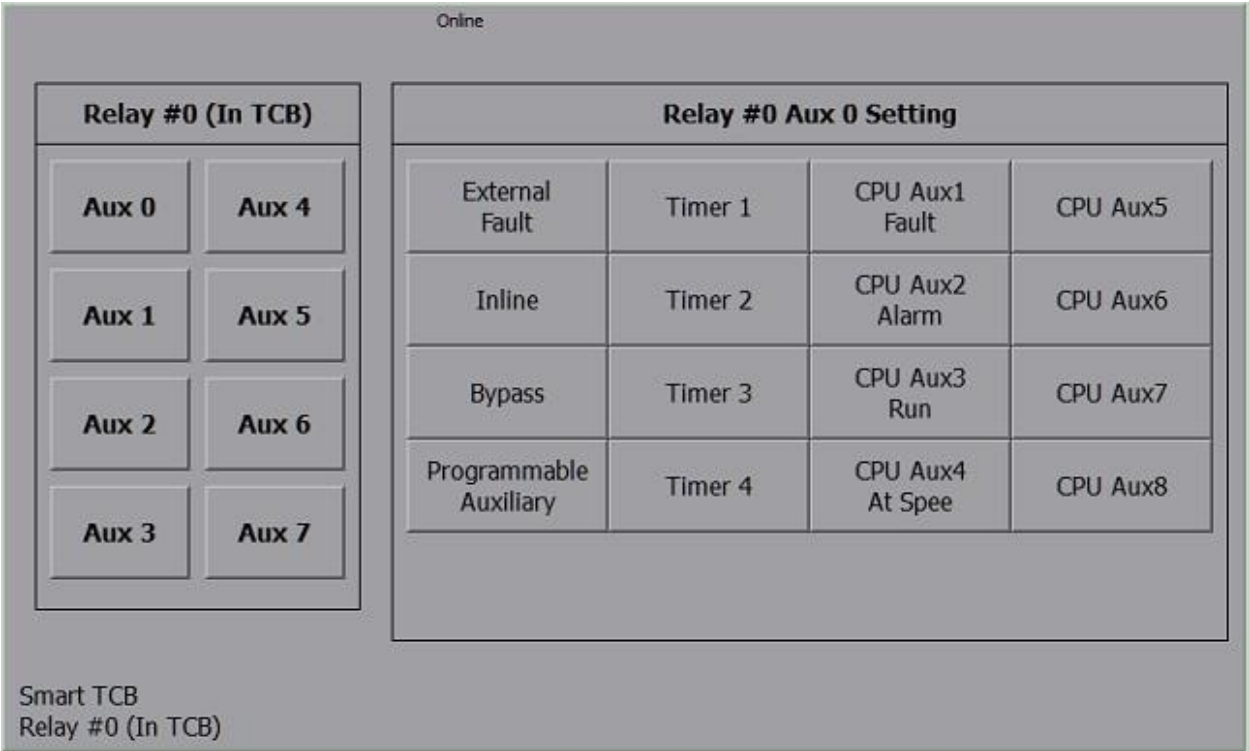 Online
Relay #0 (In TCB)
Aux 0
Aux 4
Aux 1
Aux 5
Aux 2
Aux 6
Aux 3
Aux 7
Relay #0 Aux 0 Setting
External
Fault
Timer 1
CPU Aux1
Fault
CPU Aux5
Inline
Timer 2
CPU Aux2
Alarm
CPU Aux6
Bypass
Timer 3
CPU Aux3
Run
CPU Aux7
Programmable
Auxiliary
Timer 4
CPU Aux4
At Spee
CPU Aux8
Smart TCB
Relay #0 (In TCB)